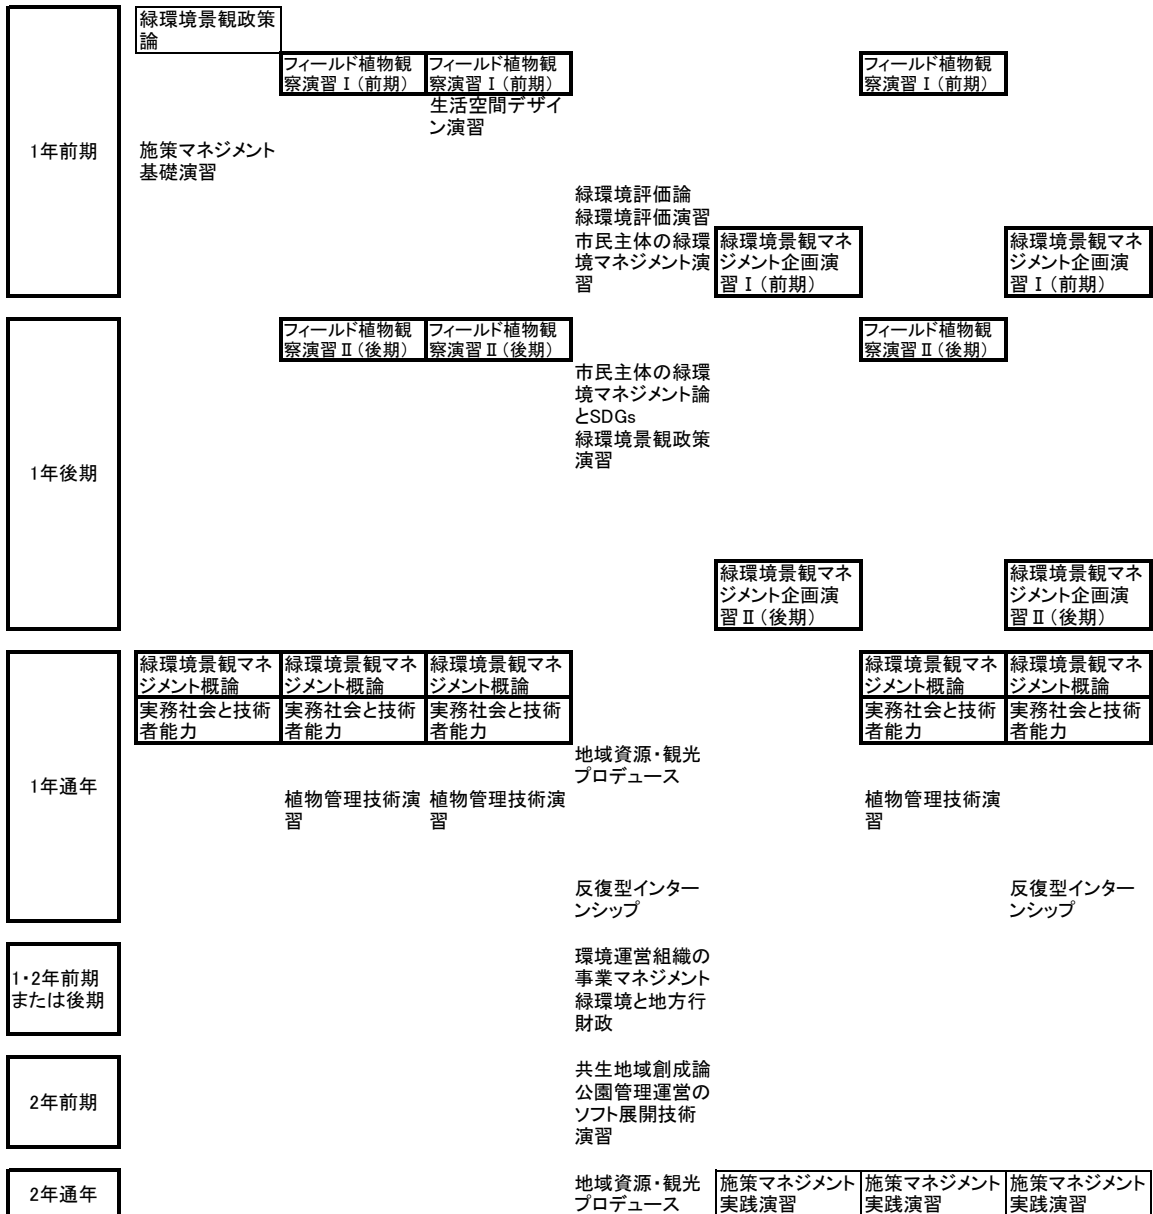 緑環境景観政策
論
フィールド植物観
察演習Ⅰ（前期）
フィールド植物観
察演習Ⅰ（前期）
フィールド植物観
察演習Ⅰ（前期）
生活空間デザイ
ン演習
1年前期
施策マネジメント
基礎演習
緑環境評価論
緑環境評価演習
市民主体の緑環
境マネジメント演
習
緑環境景観マネ
ジメント企画演
習Ⅰ（前期）
緑環境景観マネ
ジメント企画演
習Ⅰ（前期）
フィールド植物観
察演習Ⅱ（後期）
フィールド植物観
察演習Ⅱ（後期）
フィールド植物観
察演習Ⅱ（後期）
市民主体の緑環
境マネジメント論
とSDGs
緑環境景観政策
演習
1年後期
緑環境景観マネ
ジメント企画演
習Ⅱ（後期）
緑環境景観マネ
ジメント企画演
習Ⅱ（後期）
緑環境景観マネ
ジメント概論
緑環境景観マネ
ジメント概論
緑環境景観マネ
ジメント概論
緑環境景観マネ
ジメント概論
緑環境景観マネ
ジメント概論
実務社会と技術
者能力
実務社会と技術
者能力
実務社会と技術
者能力
実務社会と技術
者能力
実務社会と技術
者能力
地域資源・観光
プロデュース
1年通年
植物管理技術演
習
植物管理技術演
習
植物管理技術演
習
反復型インター
ンシップ
反復型インター
ンシップ
1・2年前期
または後期
環境運営組織の
事業マネジメント
緑環境と地方行
財政
2年前期
共生地域創成論
公園管理運営の
ソフト展開技術
演習
2年通年
地域資源・観光
プロデュース
施策マネジメント
実践演習
施策マネジメント
実践演習
施策マネジメント
実践演習